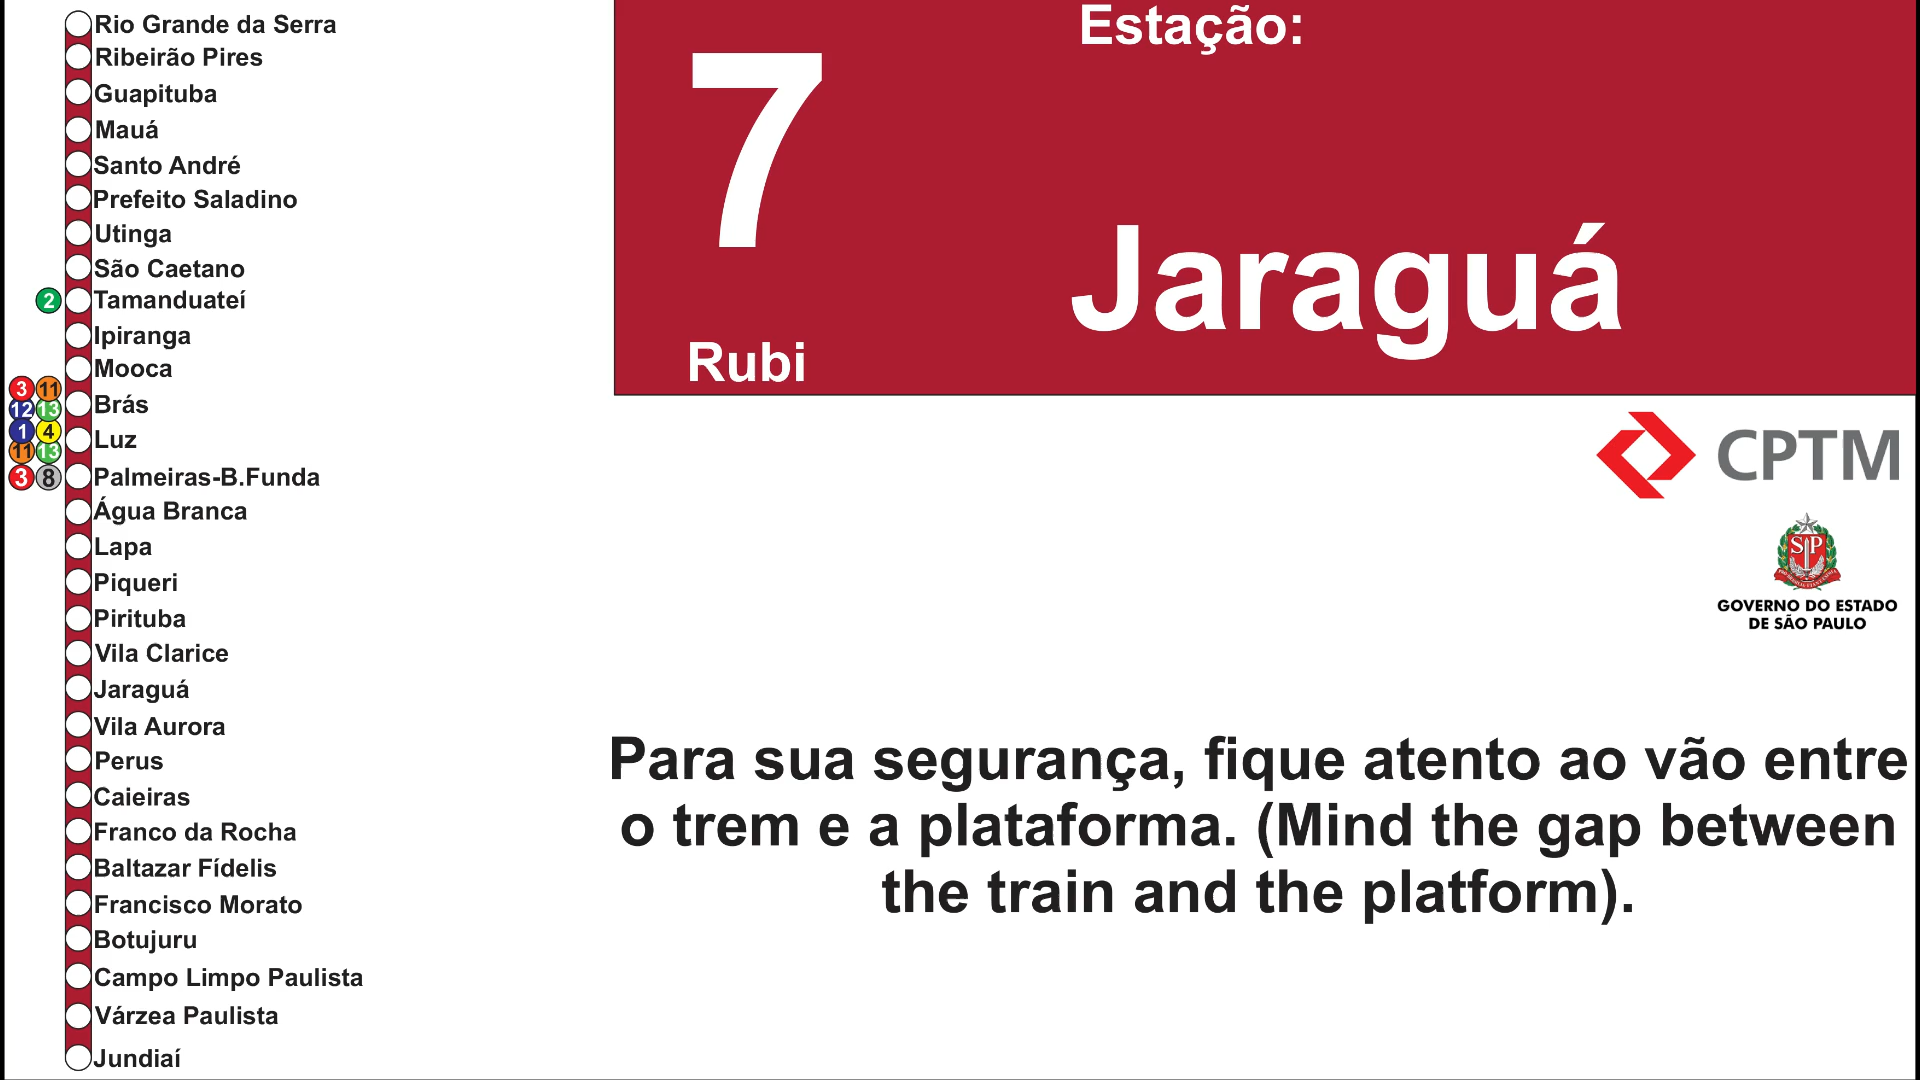 Rio Grande da Serra
Ribeirão Pires
Guapituba
Mauá
Santo André
Prefeito Saladino
Utinga
São Caetano
2 Tamanduateí
Ipiranga
Mooca
3 11
Brás
12 13
1 4
Luz
11 13
3 8 Palmeiras-B.Funda
Água Branca
Lapa
Piqueri
Pirituba
Vila Clarice
Jaraguá
Vila Aurora
Perus
Caieiras
Franco da Rocha
Baltazar Fídelis
Francisco Morato
Botujuru
Campo Limpo Paulista
Várzea Paulista
Jundiaí
Estação:
7
Jaraguá
Rubi
CPTM
SP
GOVERNO DO ESTADO
DE SÃO PAULO
Para sua segurança, fique atento ao vão entre
o trem e a plataforma. (Mind the gap between
the train and the platform).